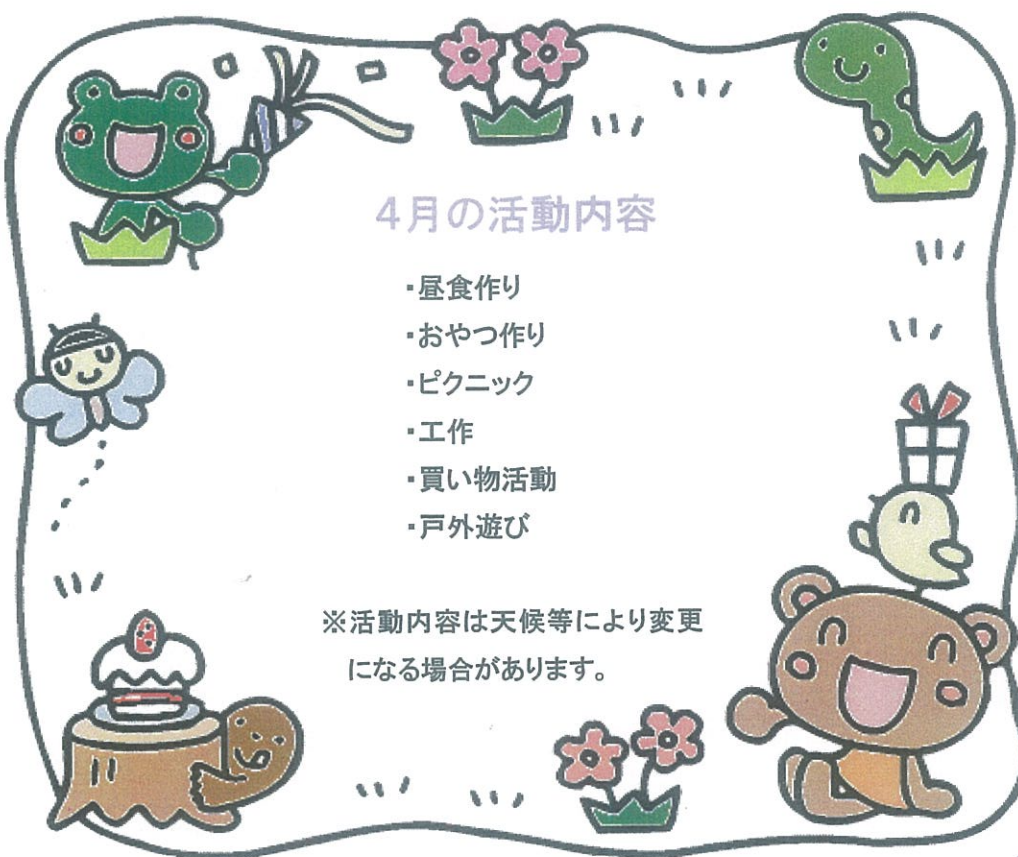 4月の活動内容
・昼食作り
・おやつ作り
・ピクニック
・工作
・買い物活動
・戸外遊び
※活動内容は天候等により変更
になる場合があります。